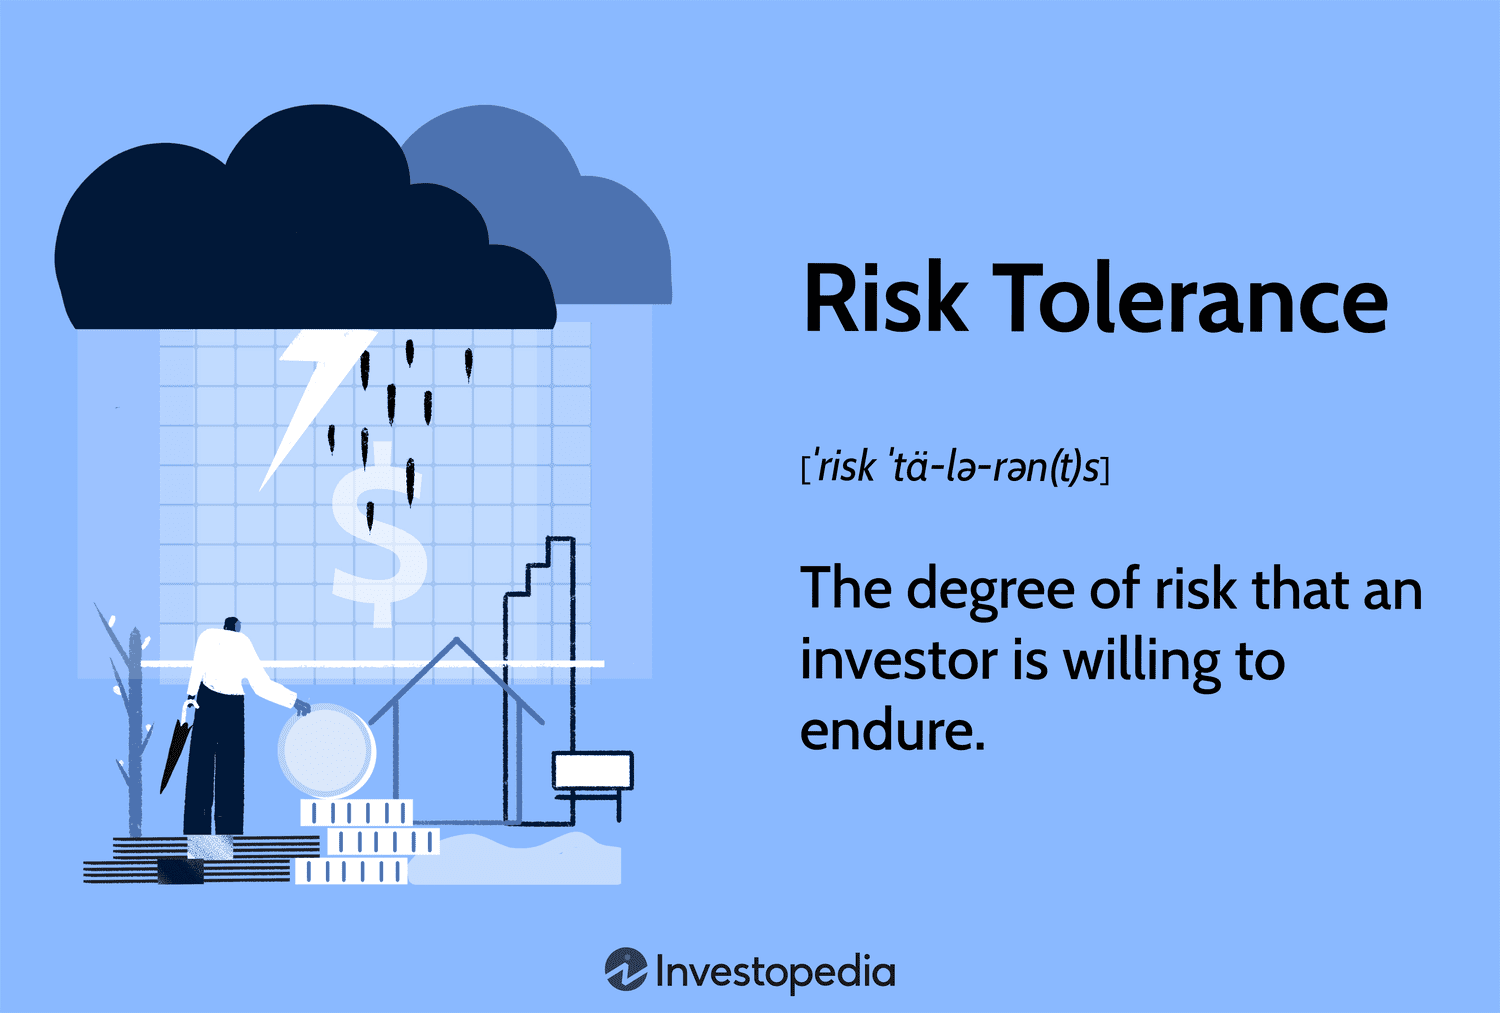 Risk Tolerance
[ˈrisk ˈtä-lə-rən(t)s]
The degree of risk that an
investor is willing to
endure.
$
Investopedia